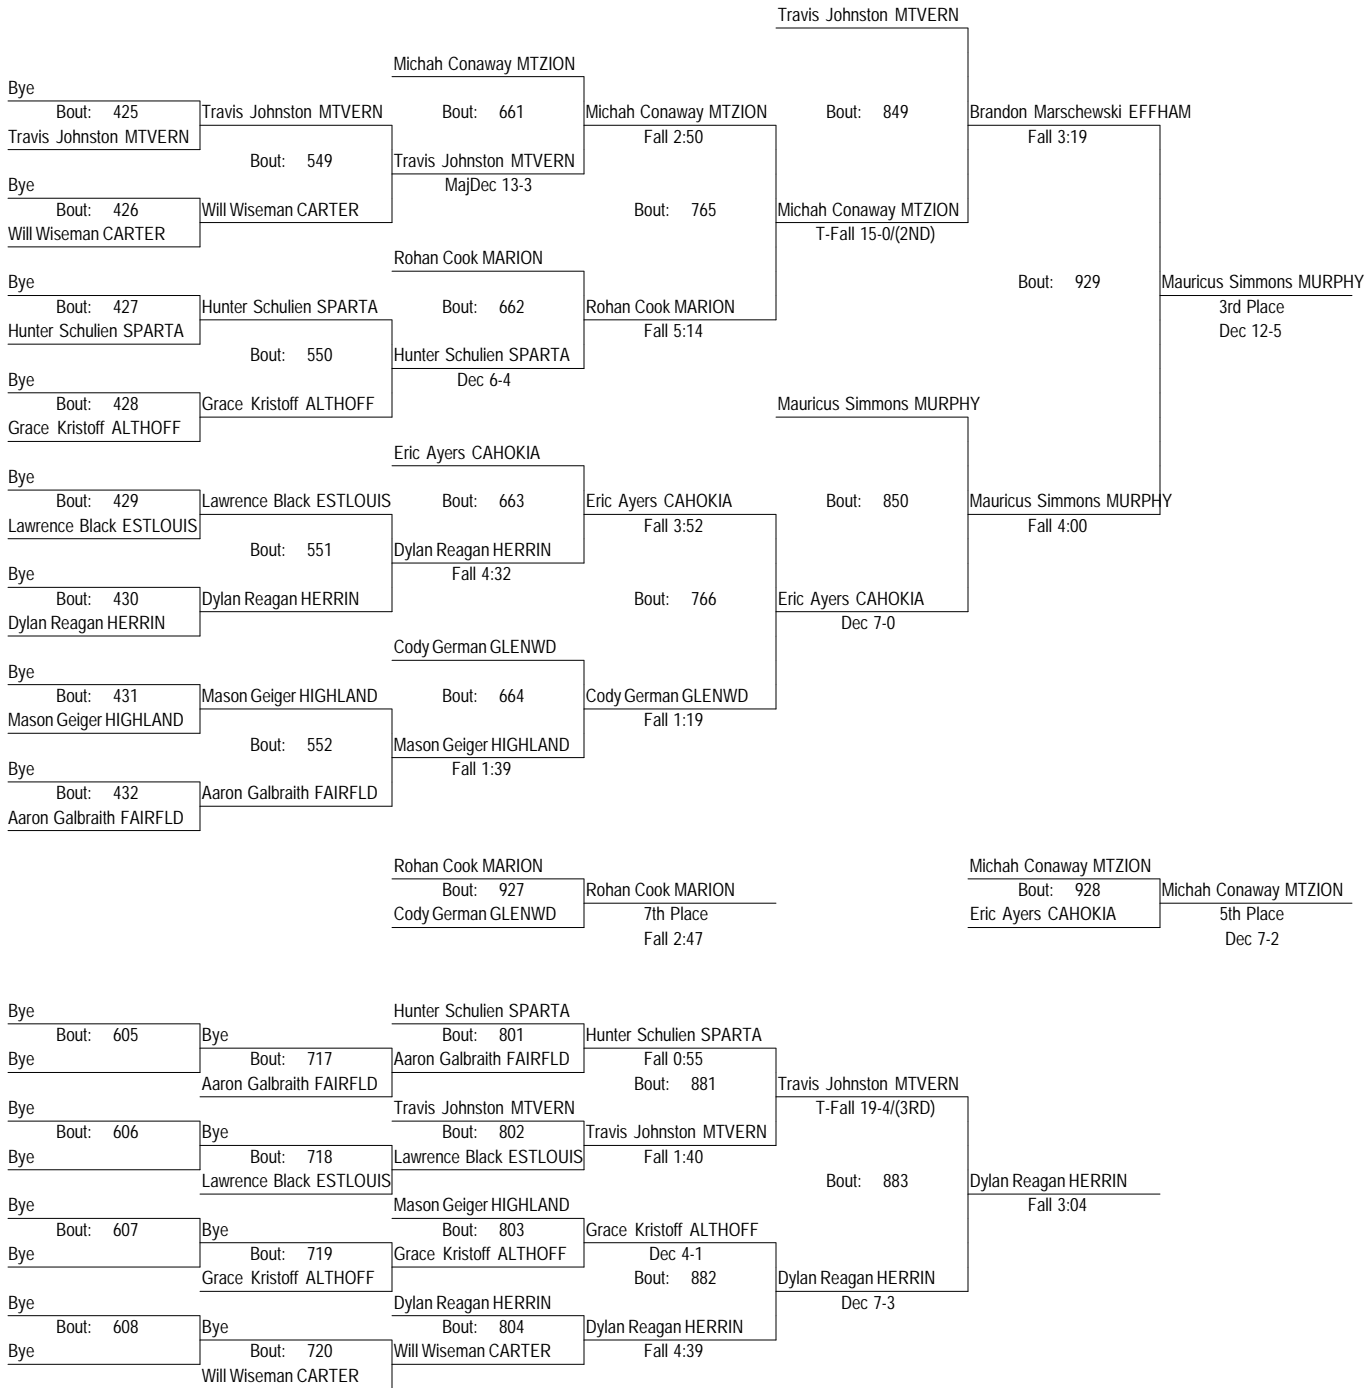 Travis Johnston MTVERN
Michah Conaway MTZION
Bye
Bout: 425 Travis Johnston MTVERN Bout: 661 Michah Conaway MTZION Bout: 849 Brandon Marschewski EFFHAM
Travis Johnston MTVERN Fall 2:50 Fall 3:19
Bout: 549 Travis Johnston MTVERN
Bye MajDec 13-3
Bout: 426 Will Wiseman CARTER Bout: 765 Michah Conaway MTZION
Will Wiseman CARTER T-Fall 15-0/(2ND)
Rohan Cook MARION
Bye Bout: 929 Mauricus Simmons MURPHY
Bout: 427 Hunter Schulien SPARTA Bout: 662 Rohan Cook MARION 3rd Place
Hunter Schulien SPARTA Fall 5:14 Dec 12-5
Bout: 550 Hunter Schulien SPARTA
Bye Dec 6-4
Bout: 428 Grace Kristoff ALTHOFF Mauricus Simmons MURPHY
Grace Kristoff ALTHOFF
Eric Ayers CAHOKIA
Bye
Bout: 429 Lawrence Black ESTLOUIS Bout: 663 Eric Ayers CAHOKIA Bout: 850 Mauricus Simmons MURPHY
Lawrence Black ESTLOUIS Fall 3:52 Fall 4:00
Bout: 551 Dylan Reagan HERRIN
Bye Fall 4:32
Bout: 430 Dylan Reagan HERRIN Bout: 766 Eric Ayers CAHOKIA
Dylan Reagan HERRIN Dec 7-0
Cody German GLENWD
Bye
Bout: 431 Mason Geiger HIGHLAND Bout: 664 Cody German GLENWD
Mason Geiger HIGHLAND Fall 1:19
Bout: 552 Mason Geiger HIGHLAND
Bye Fall 1:39
Bout: 432 Aaron Galbraith FAIRFLD
Aaron Galbraith FAIRFLD
Rohan Cook MARION Michah Conaway MTZION
Bout: 927 Rohan Cook MARION Bout: 928 Michah Conaway MTZION
Cody German GLENWD 7th Place Eric Ayers CAHOKIA 5th Place
Fall 2:47 Dec 7-2
Bye Hunter Schulien SPARTA
Bout: 605 Bye Bout: 801 Hunter Schulien SPARTA
Bye Bout: 717 Aaron Galbraith FAIRFLD Fall 0:55
Aaron Galbraith FAIRFLD Bout: 881 Travis Johnston MTVERN
Bye Travis Johnston MTVERN T-Fall 19-4/(3RD)
Bout: 606 Bye Bout: 802 Travis Johnston MTVERN
Bye Bout: 718 Lawrence Black ESTLOUIS Fall 1:40
Lawrence Black ESTLOUIS Bout: 883 Dylan Reagan HERRIN
Bye Mason Geiger HIGHLAND Fall 3:04
Bout: 607 Bye Bout: 803 Grace Kristoff ALTHOFF
Bye Bout: 719 Grace Kristoff ALTHOFF Dec 4-1
Grace Kristoff ALTHOFF Bout: 882 Dylan Reagan HERRIN
Bye Dylan Reagan HERRIN Dec 7-3
Bout: 608 Bye Bout: 804 Dylan Reagan HERRIN
Bye Bout: 720 Will Wiseman CARTER Fall 4:39
Will Wiseman CARTER